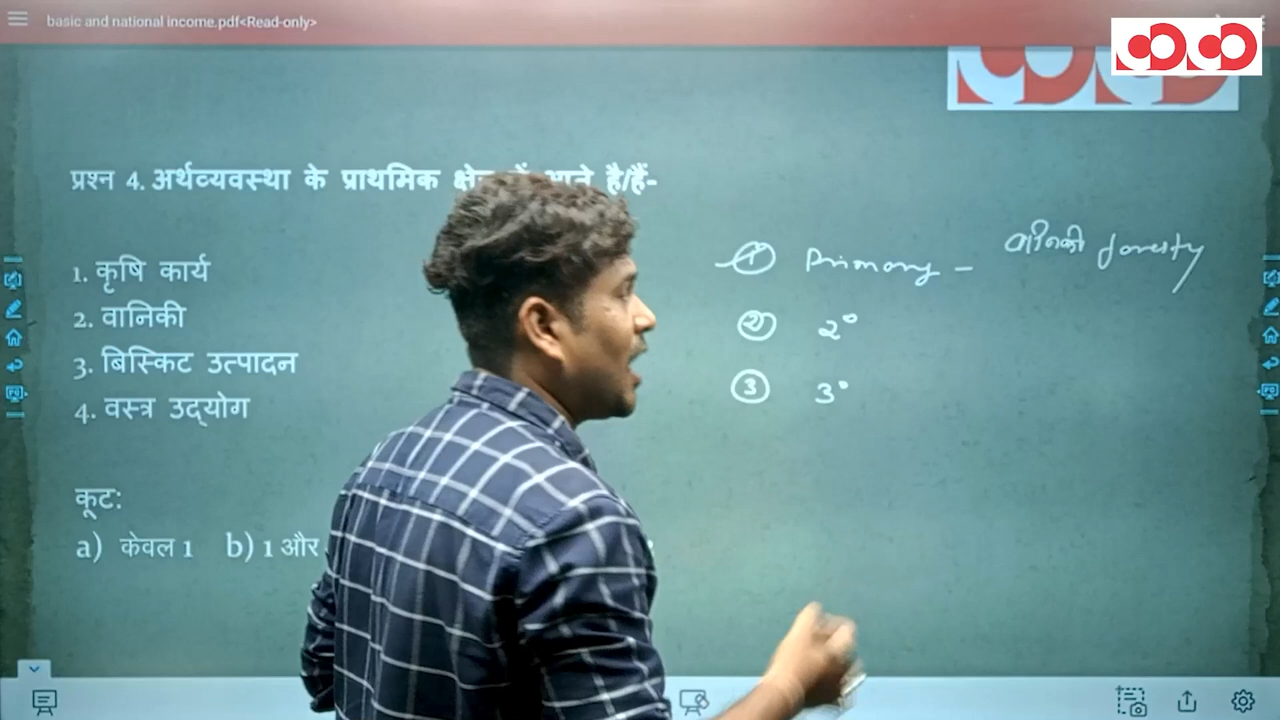 basic and national income.pdf<Read-only>
प्रश्न 4. अर्थव्यवस्था के प्राथमिक है/हैं-
1. कृषि कार्य
2. वानिकी
3. बिस्किट उत्पादन
4. वस्त्र उद्योग
कूट:
a) केवल 1 b) 1 और
① Primary - वानिकी foresty
② 2°
③ 3°